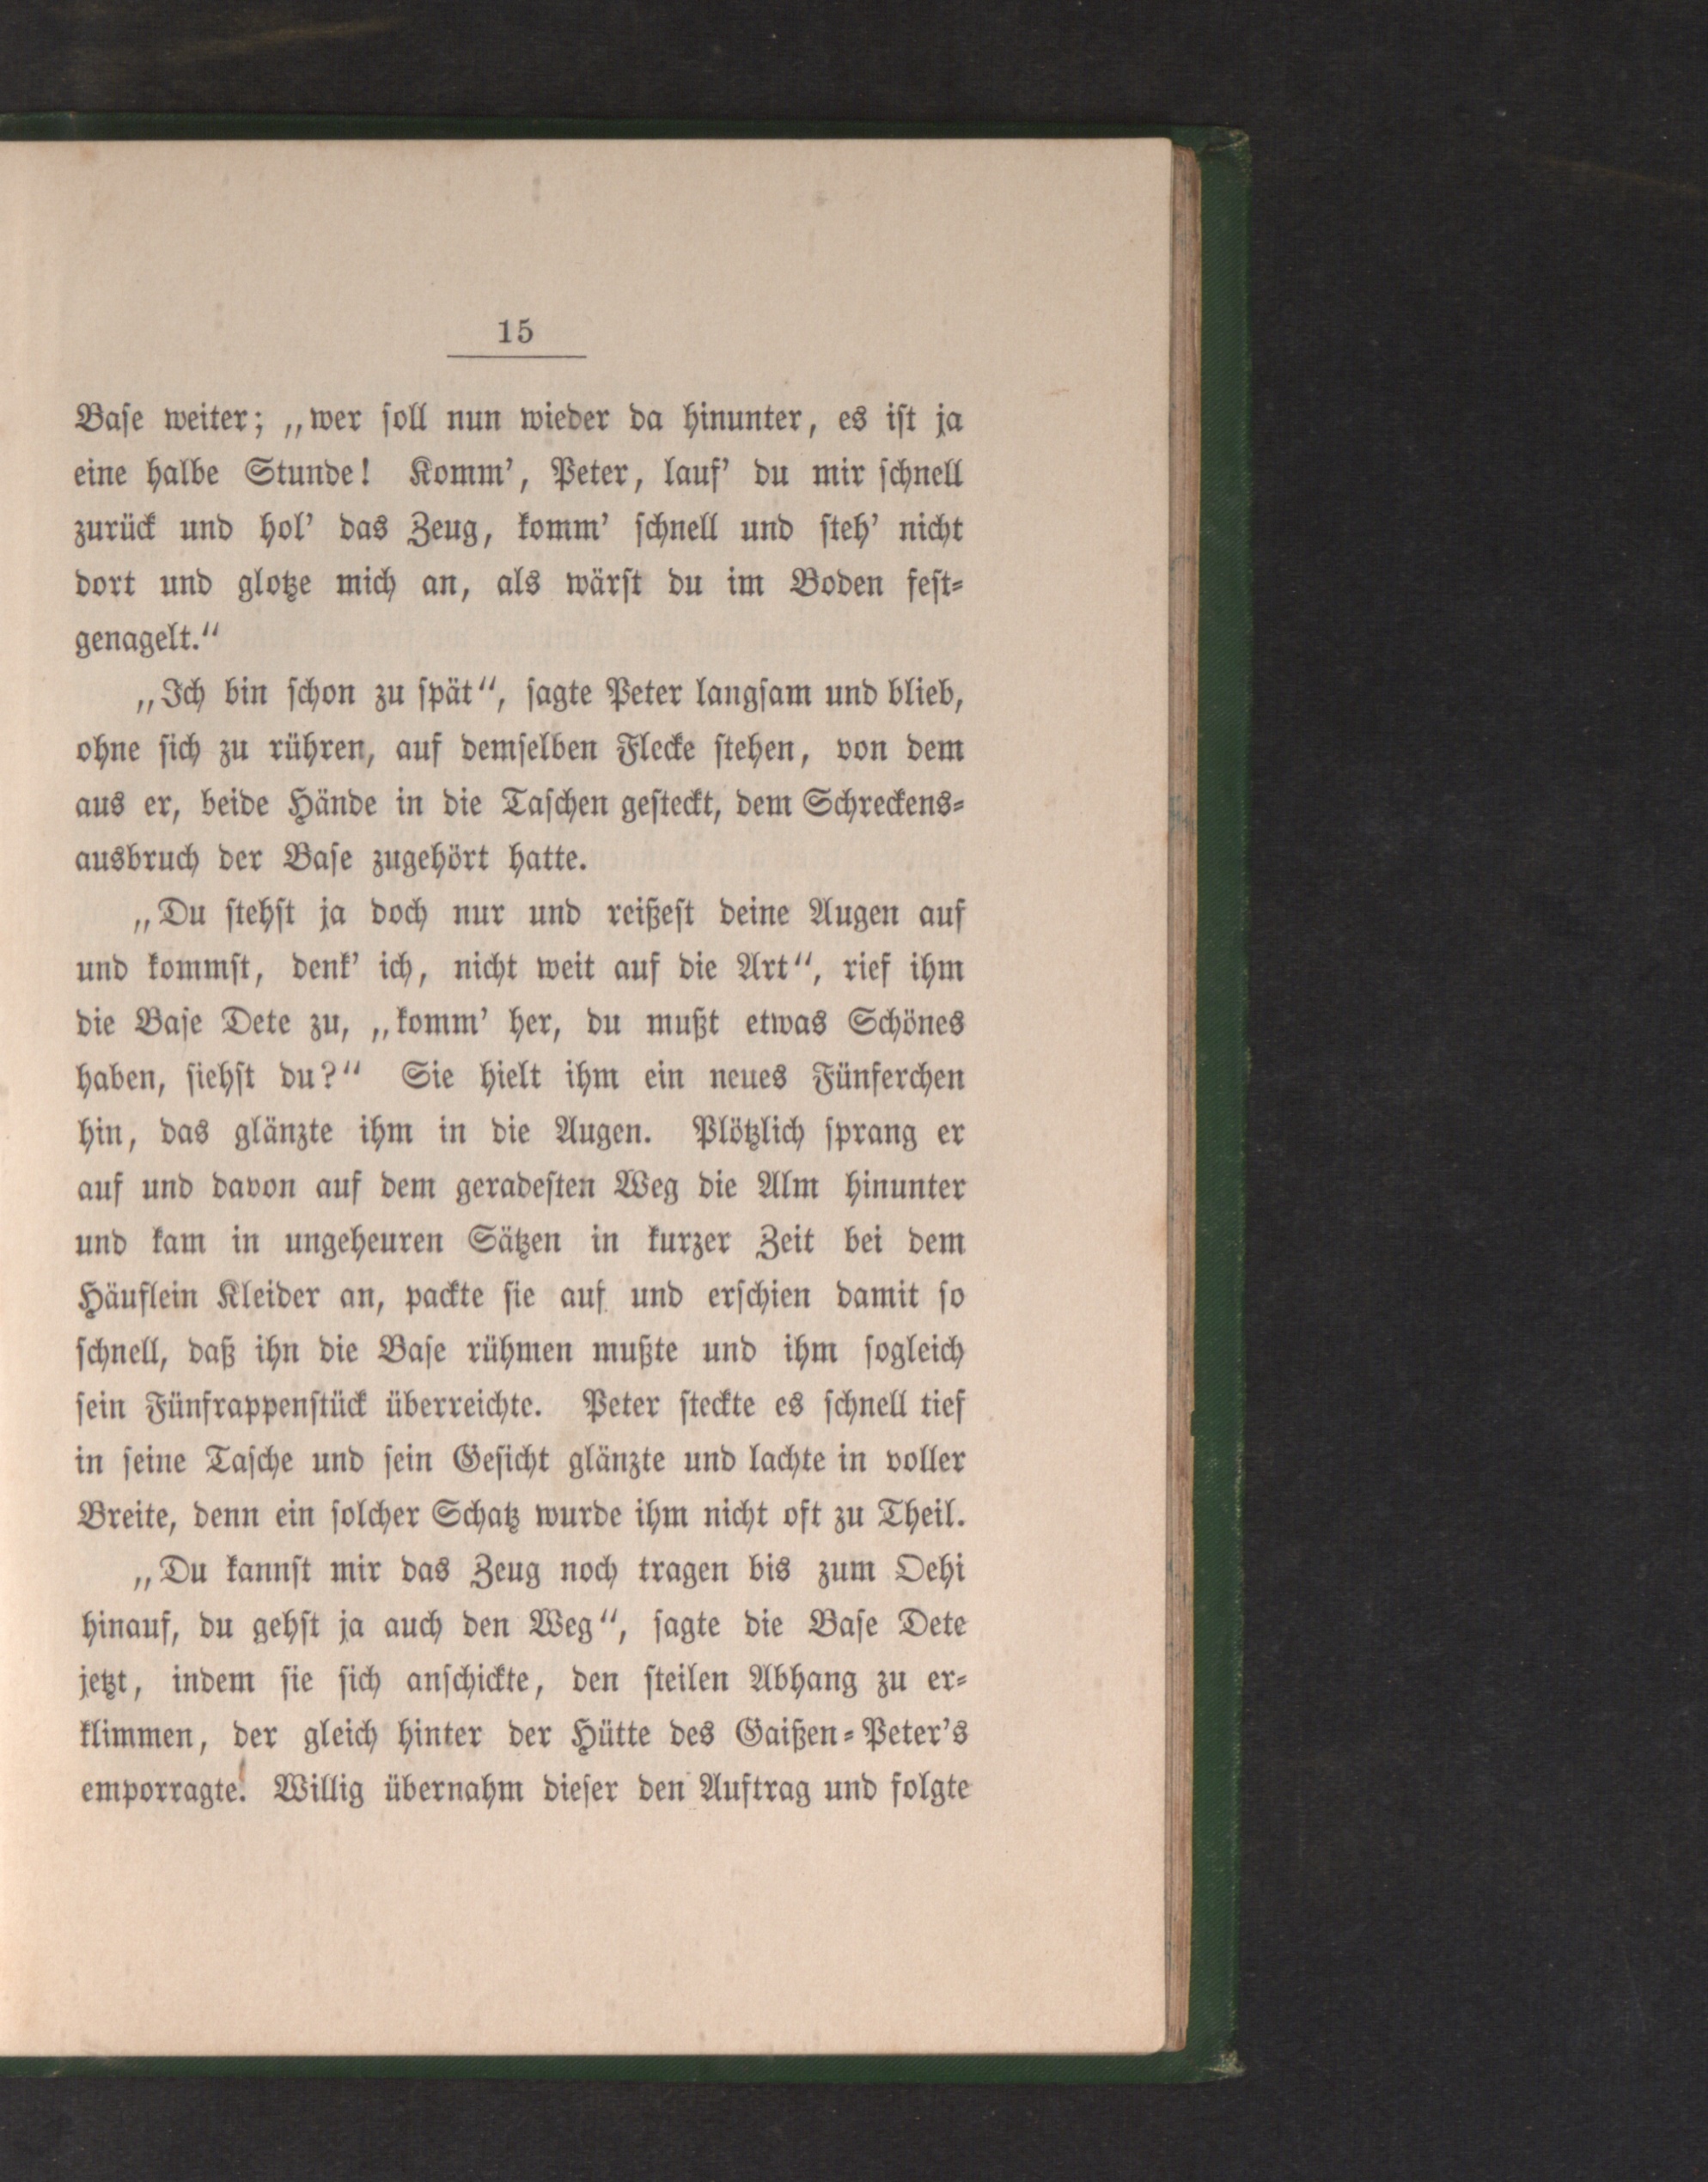 15
Base weiter; „wer soll nun wieder da hinunter, es ist ja
eine halbe Stunde! Komm', Peter, lauf' du mir schnell
zurück und hol' das Zeug, komm' schnell und steh' nicht
dort und glotze mich an, als wärst du im Boden fest-
genagelt.“
„Ich bin schon zu spät“, sagte Peter langsam und blieb,
ohne sich zu rühren, auf demselben Flecke stehen, von dem
aus er, beide Hände in die Taschen gesteckt, dem Schreckens-
ausbruch der Base zugehört hatte.
„Du stehst ja doch nur und reißest deine Augen auf
und kommst, denk' ich, nicht weit auf die Art“, rief ihm
die Base Dete zu, „komm' her, du mußt etwas Schönes
haben, siehst du?“ Sie hielt ihm ein neues Fünferchen
hin, das glänzte ihm in die Augen. Plötzlich sprang er
auf und davon auf dem geradesten Weg die Alm hinunter
und kam in ungeheuren Sätzen in kurzer Zeit bei dem
Häuflein Kleider an, packte sie auf und erschien damit so
schnell, daß ihn die Base rühmen mußte und ihm sogleich
sein Fünfrappenstück überreichte. Peter steckte es schnell tief
in seine Tasche und sein Gesicht glänzte und lachte in voller
Breite, denn ein solcher Schatz wurde ihm nicht oft zu Theil.
„Du kannst mir das Zeug noch tragen bis zum Oehi
hinauf, du gehst ja auch den Weg“, sagte die Base Dete
jetzt, indem sie sich anschickte, den steilen Abhang zu er-
klimmen, der gleich hinter der Hütte des Gaißen-Peter's
emporragte. Willig übernahm dieser den Auftrag und folgte